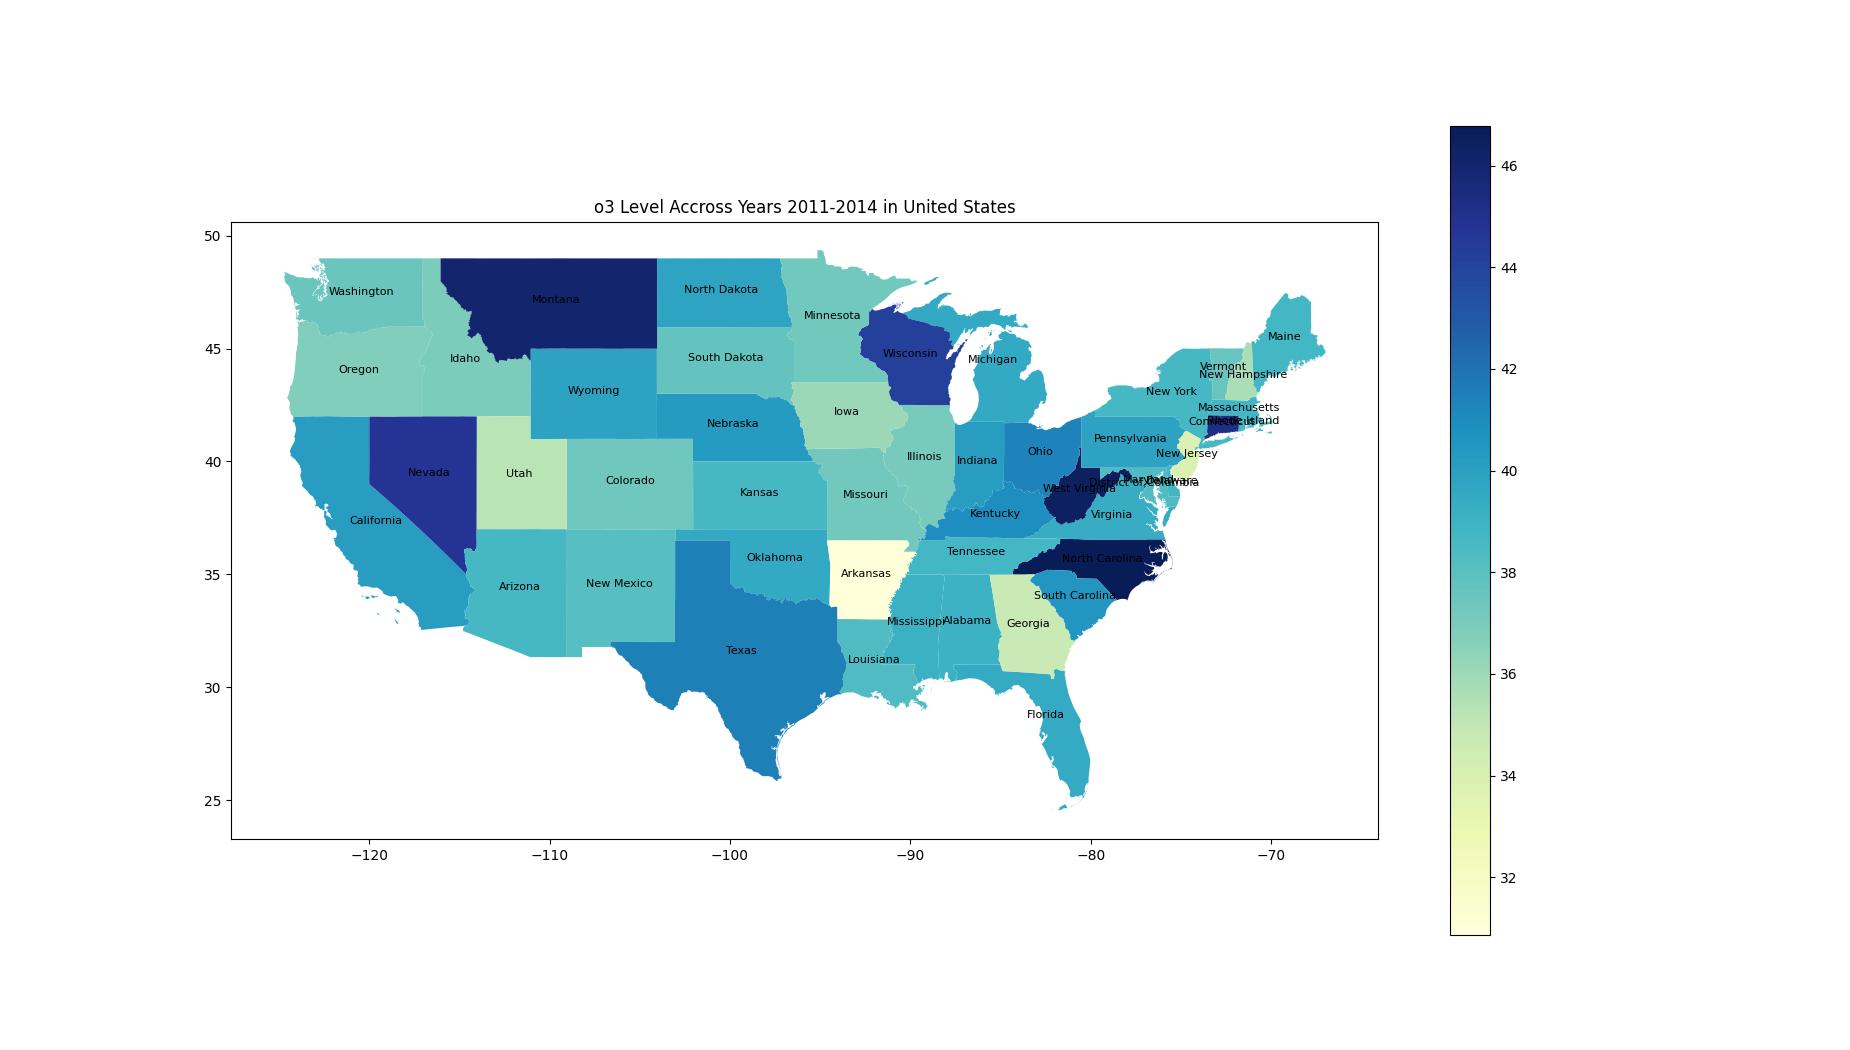 o3 Level Accross Years 2011-2014 in United States
50
45
40
35
30
25
−120
−110
−100
−90
−80
−70
46
44
42
40
38
36
34
32
Washington
Montana
North Dakota
Minnesota
Maine
Oregon
Idaho
South Dakota
Wisconsin
Michigan
Vermont
New Hampshire
Wyoming
Iowa
New York
Massachusetts
Nebraska
Connecticut
Rhode Island
Nevada
Utah
Colorado
Illinois
Indiana
Ohio
Pennsylvania
New Jersey
Kansas
Missouri
West Virginia
District of Columbia
Maryland
Delaware
California
Kentucky
Virginia
Arizona
New Mexico
Oklahoma
Arkansas
Tennessee
North Carolina
South Carolina
Texas
Louisiana
Mississippi
Alabama
Georgia
Florida